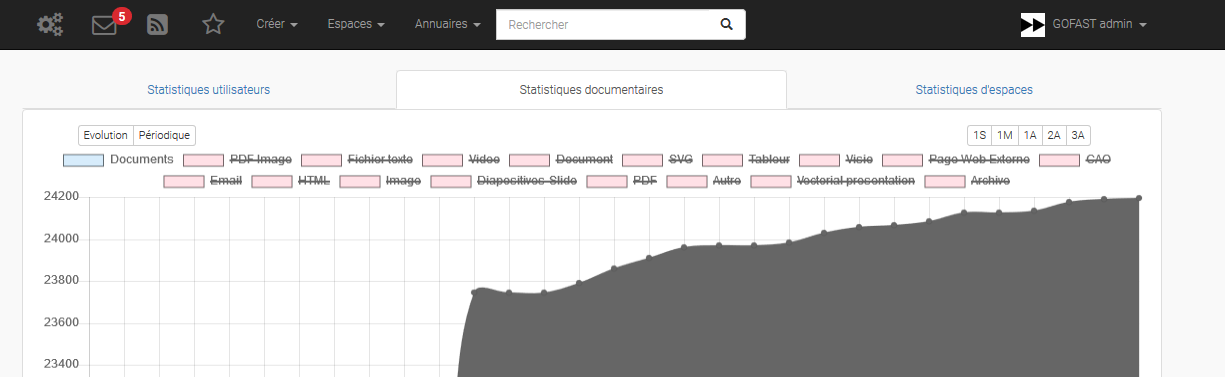 5
Créer Espaces Annuaires Rechercher GOFAST admin
Statistiques utilisateurs Statistiques documentaires Statistiques d'espaces
Evolution Périodique 1S 1M 1A 2A 3A
Documents PDF Image Fichier texte Video Document SVG Tableur Visio Page Web Externe CAO
Email HTML Image Diapositives Slide PDF Autre Vectorial presentation Archive
24200
24000
23800
23600
23400